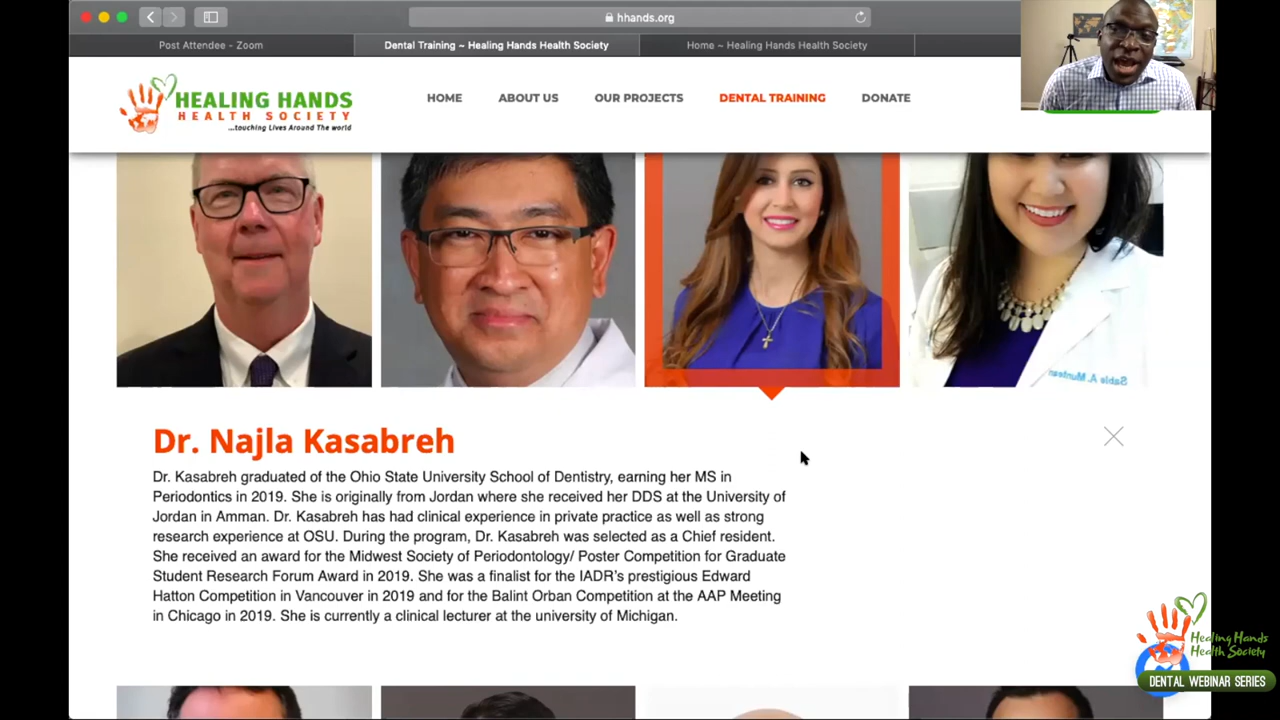 hhands.org
Post Attendee - Zoom
Dental Training ~ Healing Hands Health Society
Home ~ Healing Hands Health Society
HEALING HANDS
HEALTH SOCIETY
...touching Lives Around The world
HOME
ABOUT US
OUR PROJECTS
DENTAL TRAINING
DONATE
Sable A. Muntean
Dr. Najla Kasabreh
Dr. Kasabreh graduated of the Ohio State University School of Dentistry, earning her MS in
Periodontics in 2019. She is originally from Jordan where she received her DDS at the University of
Jordan in Amman. Dr. Kasabreh has had clinical experience in private practice as well as strong
research experience at OSU. During the program, Dr. Kasabreh was selected as a Chief resident.
She received an award for the Midwest Society of Periodontology/ Poster Competition for Graduate
Student Research Forum Award in 2019. She was a finalist for the IADR's prestigious Edward
Hatton Competition in Vancouver in 2019 and for the Balint Orban Competition at the AAP Meeting
in Chicago in 2019. She is currently a clinical lecturer at the university of Michigan.
Healing Hands
Health Society
DENTAL WEBINAR SERIES